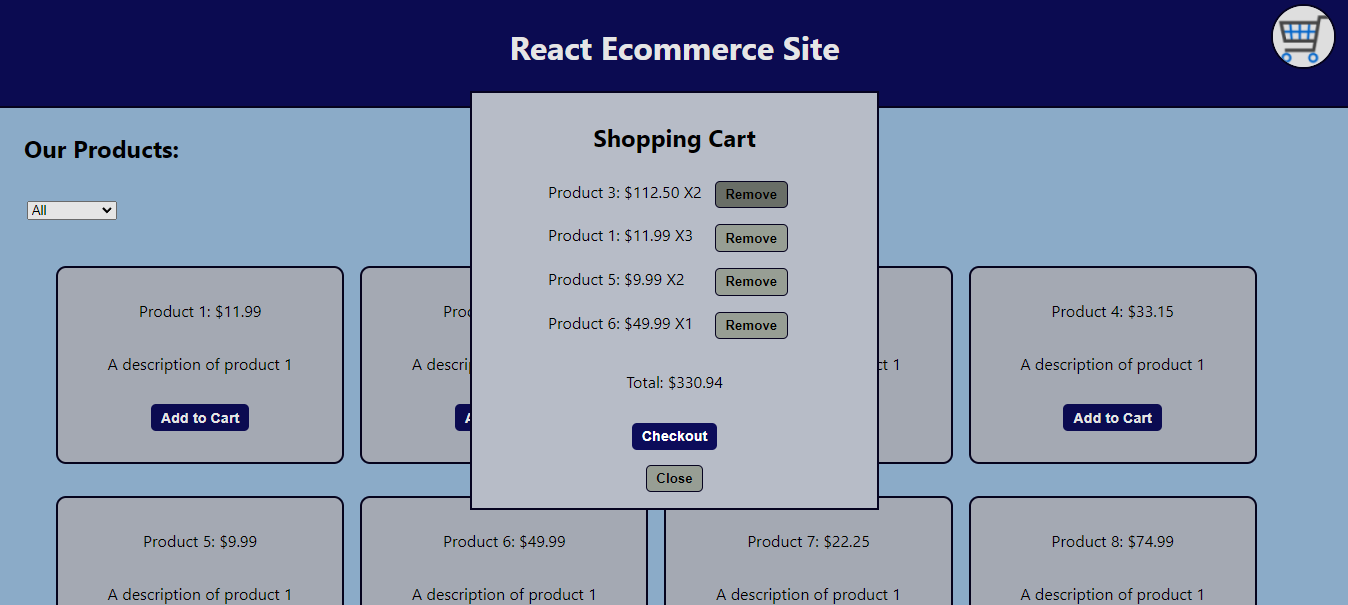 React Ecommerce Site
Our Products:
All
Shopping Cart
Product 3: $112.50 X2 Remove
Product 1: $11.99 X3 Remove
Product 5: $9.99 X2 Remove
Product 6: $49.99 X1 Remove
Total: $330.94
Checkout
Close
Product 1: $11.99
A description of product 1
Add to Cart
Product 4: $33.15
A description of product 1
Add to Cart
Product 5: $9.99
A description of product 1
Product 6: $49.99
A description of product 1
Product 7: $22.25
A description of product 1
Product 8: $74.99
A description of product 1